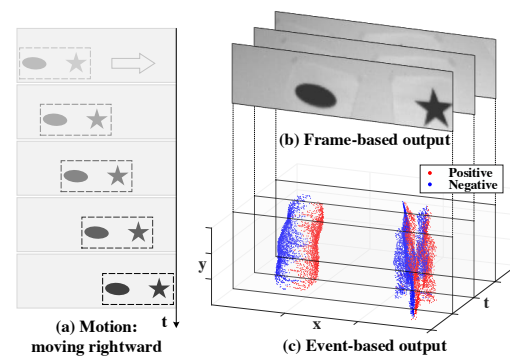 t
(a) Motion:
moving rightward
(b) Frame-based output
Positive
Negative
y
x
t
(c) Event-based output